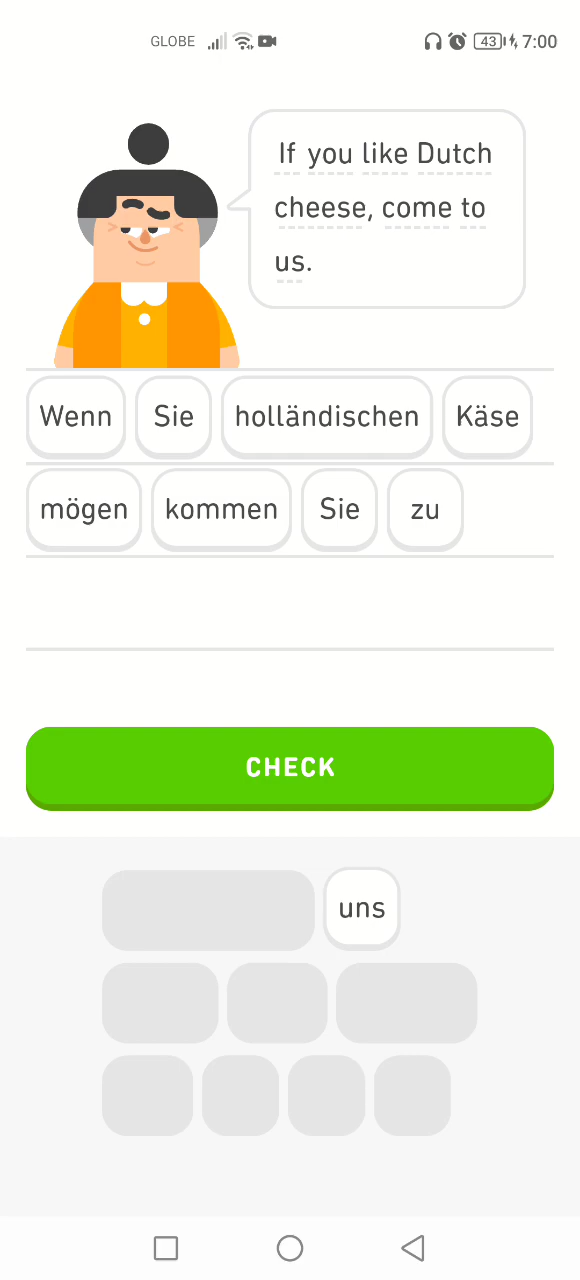 GLOBE 43 7:00
If you like Dutch
cheese, come to
us.
Wenn Sie holländischen Käse
mögen kommen Sie zu
CHECK
uns